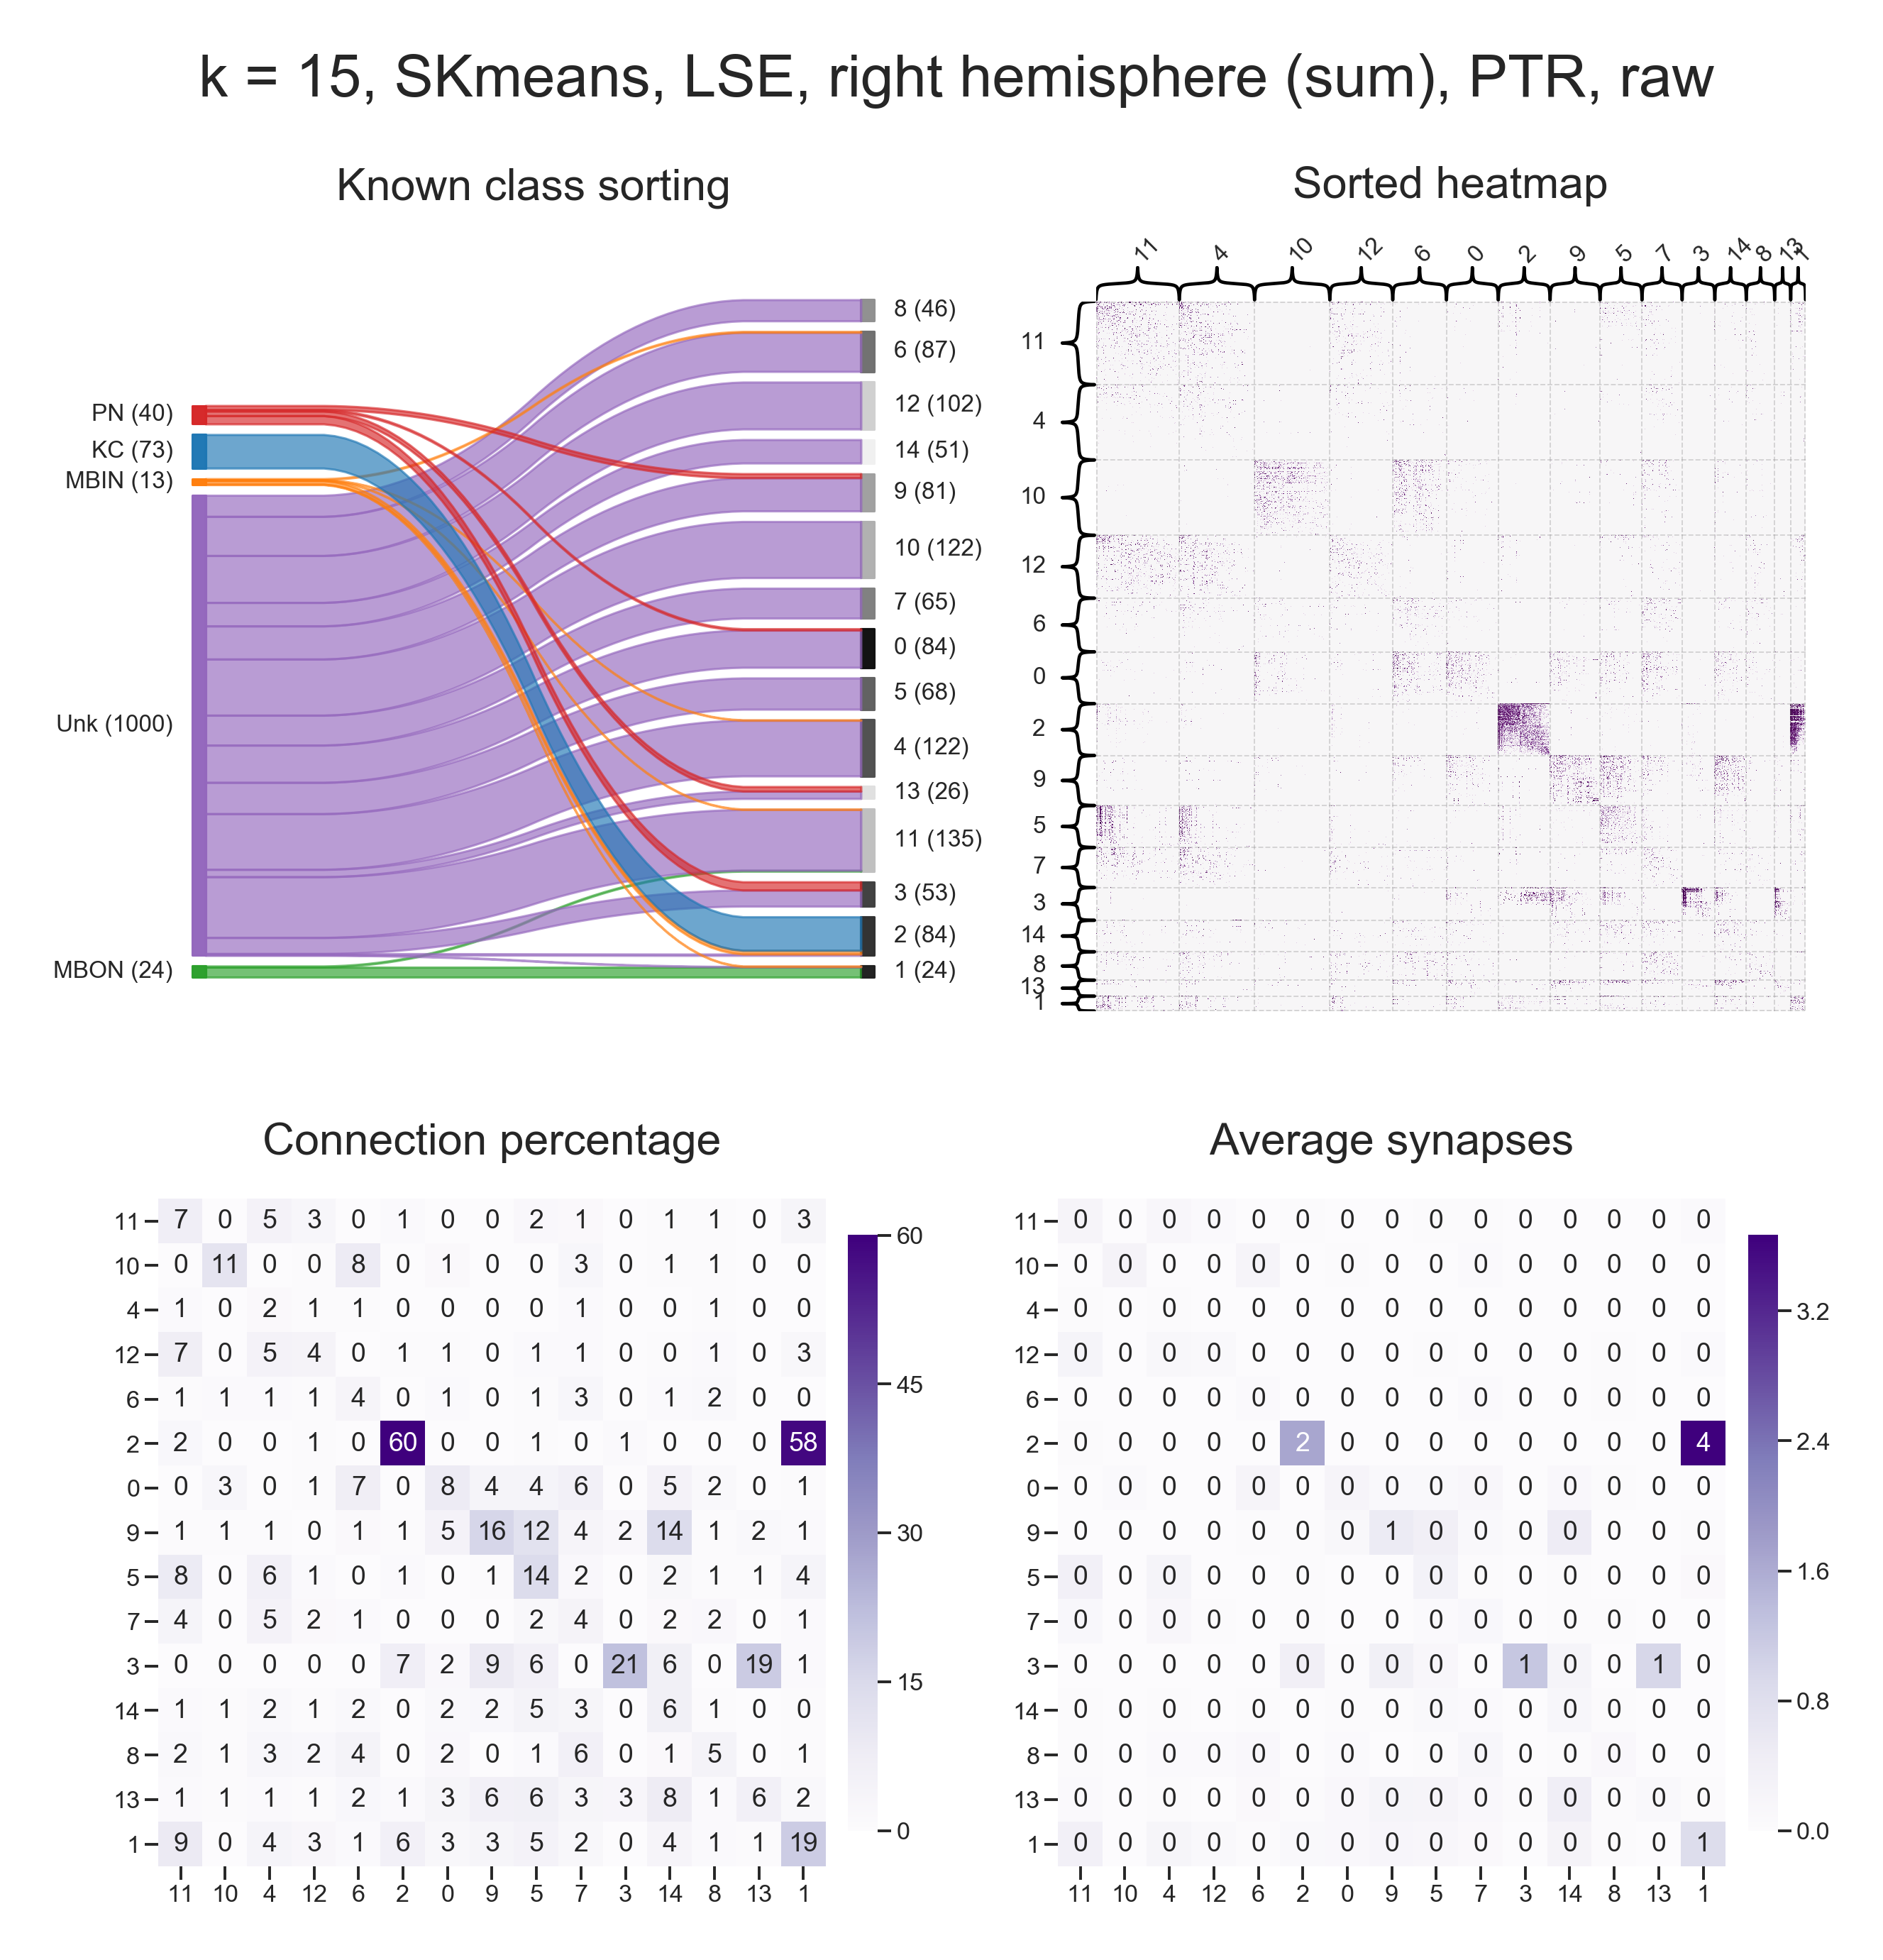 k = 15, SKmeans, LSE, right hemisphere (sum), PTR, raw
Known class sorting
PN (40)
KC (73)
MBIN (13)
Unk (1000)
MBON (24)
8 (46)
6 (87)
12 (102)
14 (51)
9 (81)
10 (122)
7 (65)
0 (84)
5 (68)
4 (122)
13 (26)
11 (135)
3 (53)
2 (84)
1 (24)
Sorted heatmap
11 4 10 12 6 0 2 9 5 7 3 14 8 13 1
11
4
10
12
6
0
2
9
5
7
3
14
8
13
1
Connection percentage
11 7 0 5 3 0 1 0 0 2 1 0 1 1 0 3
10 0 11 0 0 8 0 1 0 0 3 0 1 1 0 0
4 1 0 2 1 1 0 0 0 0 1 0 0 1 0 0
12 7 0 5 4 0 1 1 0 1 1 0 0 1 0 3
6 1 1 1 1 4 0 1 0 1 3 0 1 2 0 0
2 2 0 0 1 0 60 0 0 1 0 1 0 0 0 58
0 0 3 0 1 7 0 8 4 4 6 0 5 2 0 1
9 1 1 1 0 1 1 5 16 12 4 2 14 1 2 1
5 8 0 6 1 0 1 0 1 14 2 0 2 1 1 4
7 4 0 5 2 1 0 0 0 2 4 0 2 2 0 1
3 0 0 0 0 0 7 2 9 6 0 21 6 0 19 1
14 1 1 2 1 2 0 2 2 5 3 0 6 1 0 0
8 2 1 3 2 4 0 2 0 1 6 0 1 5 0 1
13 1 1 1 1 2 1 3 6 6 3 3 8 1 6 2
1 9 0 4 3 1 6 3 3 5 2 0 4 1 1 19
11 10 4 12 6 2 0 9 5 7 3 14 8 13 1
60
45
30
15
0
Average synapses
11 0 0 0 0 0 0 0 0 0 0 0 0 0 0 0
10 0 0 0 0 0 0 0 0 0 0 0 0 0 0 0
4 0 0 0 0 0 0 0 0 0 0 0 0 0 0 0
12 0 0 0 0 0 0 0 0 0 0 0 0 0 0 0
6 0 0 0 0 0 0 0 0 0 0 0 0 0 0 0
2 0 0 0 0 0 2 0 0 0 0 0 0 0 0 4
0 0 0 0 0 0 0 0 0 0 0 0 0 0 0 0
9 0 0 0 0 0 0 0 1 0 0 0 0 0 0 0
5 0 0 0 0 0 0 0 0 0 0 0 0 0 0 0
7 0 0 0 0 0 0 0 0 0 0 0 0 0 0 0
3 0 0 0 0 0 0 0 0 0 0 1 0 0 1 0
14 0 0 0 0 0 0 0 0 0 0 0 0 0 0 0
8 0 0 0 0 0 0 0 0 0 0 0 0 0 0 0
13 0 0 0 0 0 0 0 0 0 0 0 0 0 0 0
1 0 0 0 0 0 0 0 0 0 0 0 0 0 0 1
11 10 4 12 6 2 0 9 5 7 3 14 8 13 1
3.2
2.4
1.6
0.8
0.0